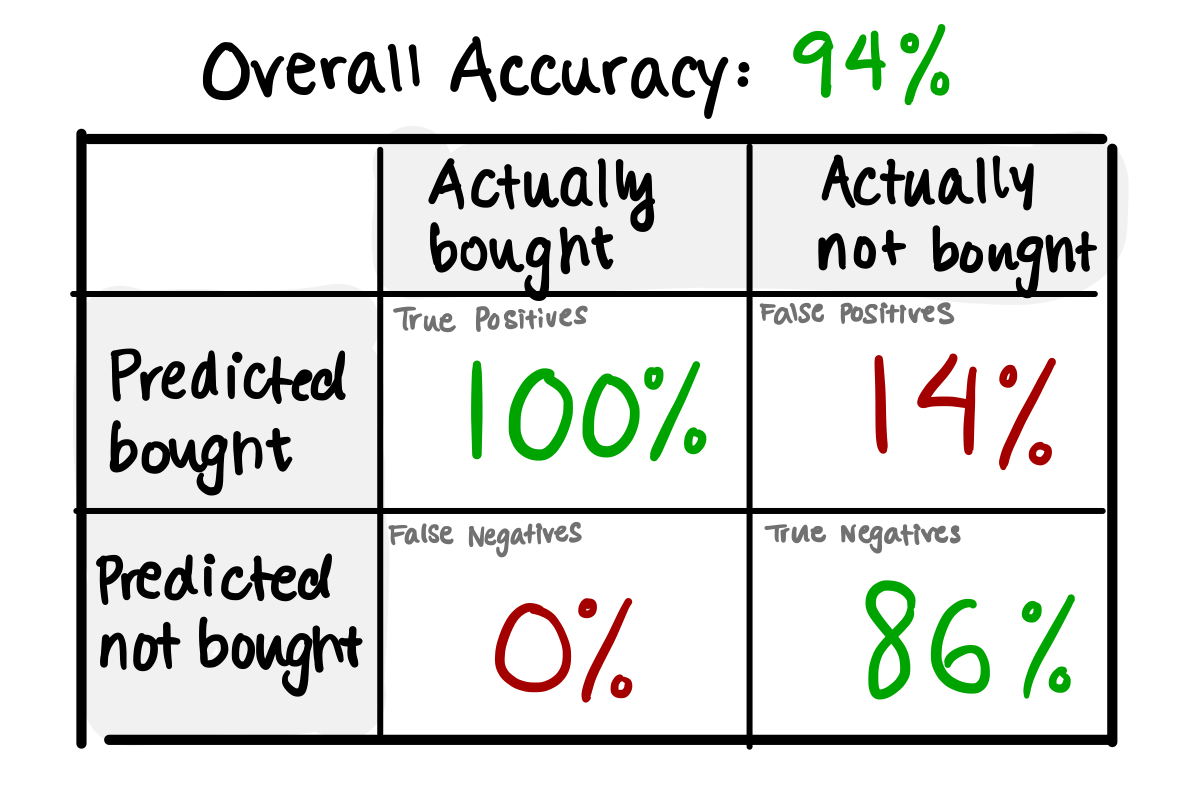 Overall Accuracy: 94%
Actually
bought
Actually
not bought
Predicted
bought
True Positives
100%
False Positives
14%
Predicted
not bought
False Negatives
0%
True Negatives
86%